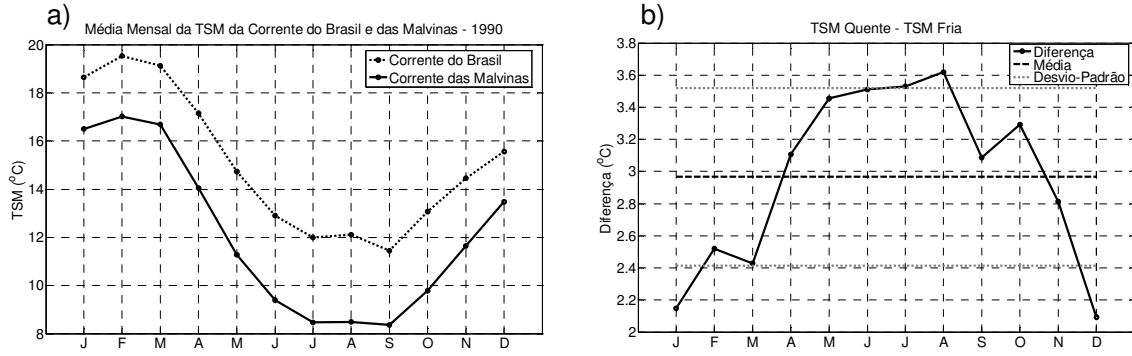 a)
Média Mensal da TSM da Corrente do Brasil e das Malvinas - 1990
Corrente do Brasil
Corrente das Malvinas
TSM (°C)
20
18
16
14
12
10
8
J F M A M J J A S O N D
b)
TSM Quente - TSM Fria
Diferença
Média
Desvio-Padrão
Diferença (°C)
3.8
3.6
3.4
3.2
3
2.8
2.6
2.4
2.2
2
J F M A M J J A S O N D